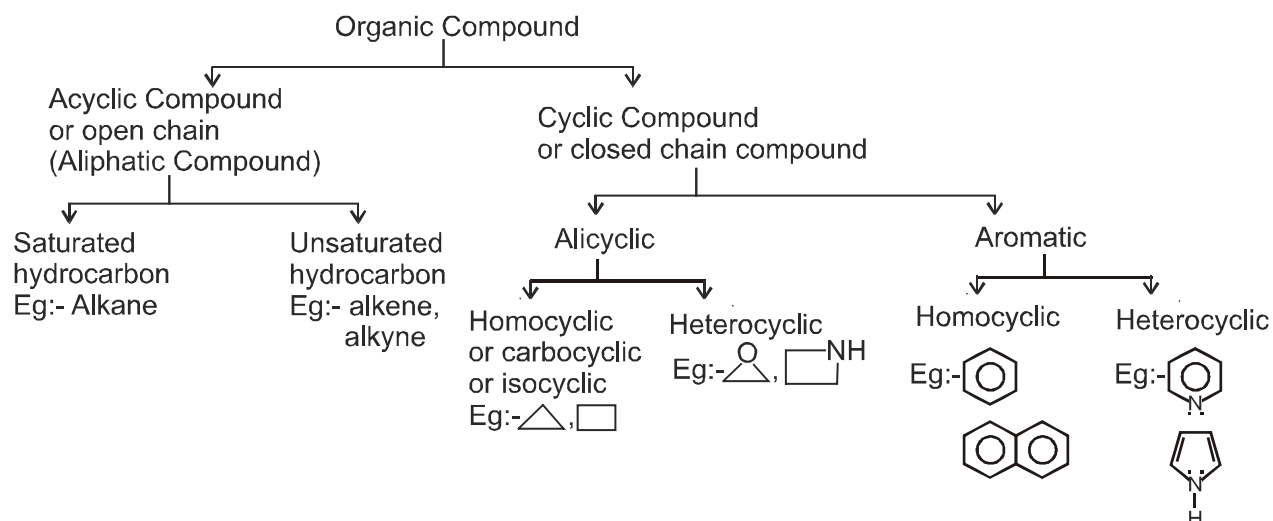 Organic Compound
Acyclic Compound
or open chain
(Aliphatic Compound)
Cyclic Compound
or closed chain compound
Saturated
hydrocarbon
Eg:- Alkane
Unsaturated
hydrocarbon
Eg:- alkene,
alkyne
Alicyclic
Aromatic
Homocyclic
or carbocyclic
or isocyclic
Eg:- ,
Heterocyclic
Eg:- O , NH
Homocyclic
Eg:-
Heterocyclic
Eg:-
N
N
H